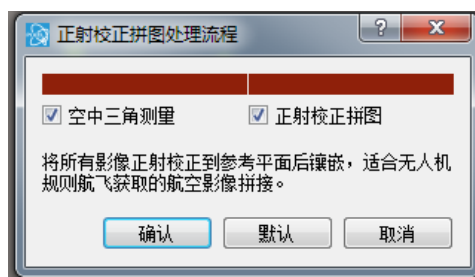 正射校正拼图处理流程
空中三角测量
正射校正拼图
将所有影像正射校正到参考平面后镶嵌，适合无人机
规则航飞获取的航空影像拼接。
确认
默认
取消